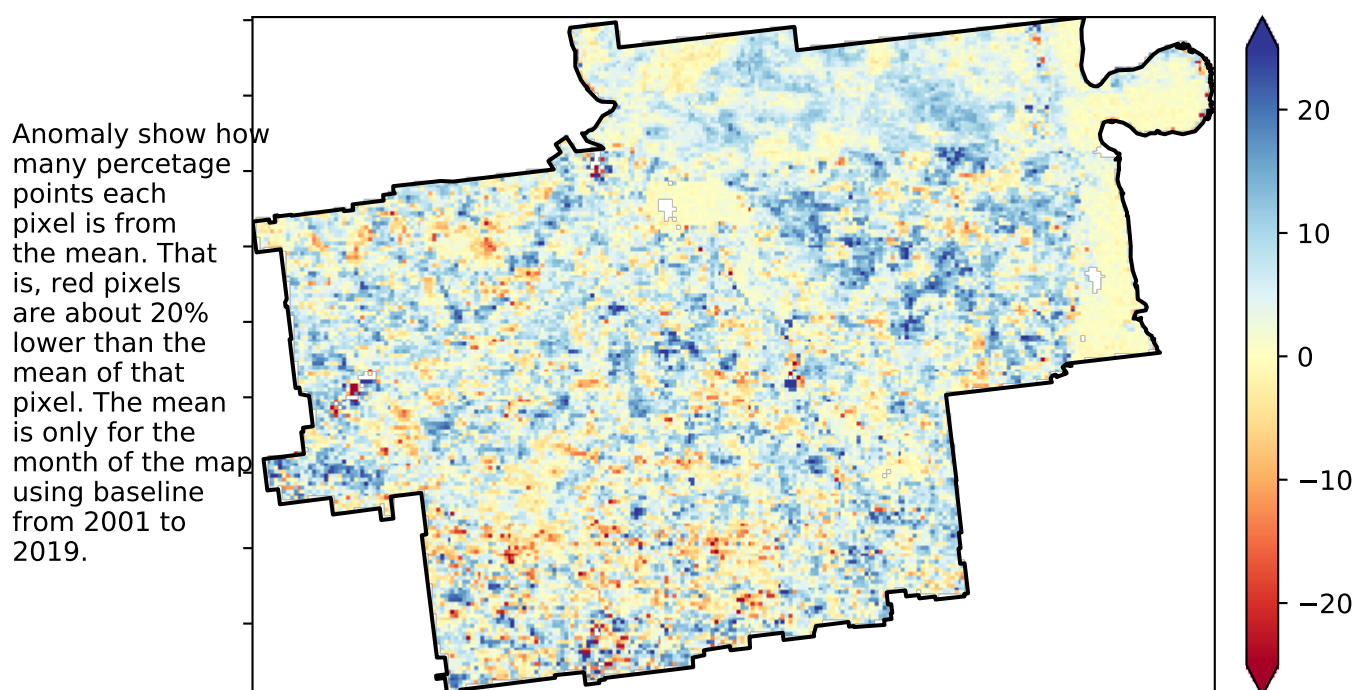 Anomaly show how
many percetage
points each
pixel is from
the mean. That
is, red pixels
are about 20%
lower than the
mean of that
pixel. The mean
is only for the
month of the map
using baseline
from 2001 to
2019.
20
10
0
−10
−20